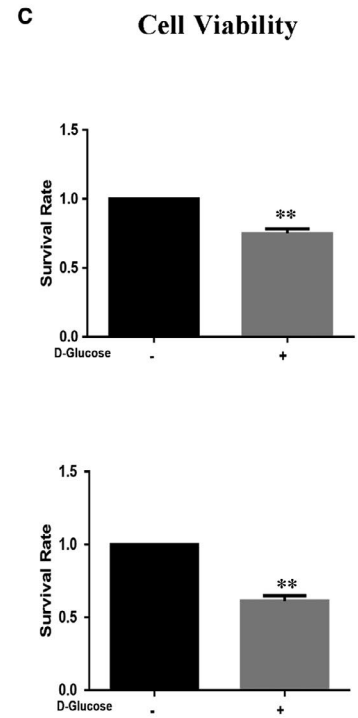 C
Cell Viability
Survival Rate
1.5
1.0
0.5
0.0
**
D-Glucose - +
Survival Rate
1.5
1.0
0.5
0.0
**
D-Glucose - +